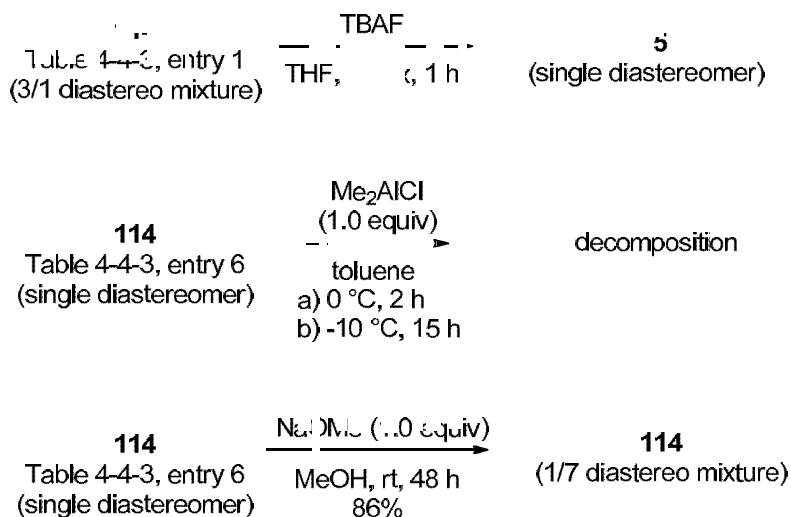 TBAF
entry 1
THF, 1 h
(3/1 diastereo mixture)
5
(single diastereomer)
Me₂AlCl
(1.0 equiv)
114
Table 4-4-3, entry 6
(single diastereomer)
toluene
a) 0 °C, 2 h
b) -10 °C, 15 h
decomposition
114
Table 4-4-3, entry 6
(single diastereomer)
MeOH, rt, 48 h
86%
114
(1/7 diastereo mixture)